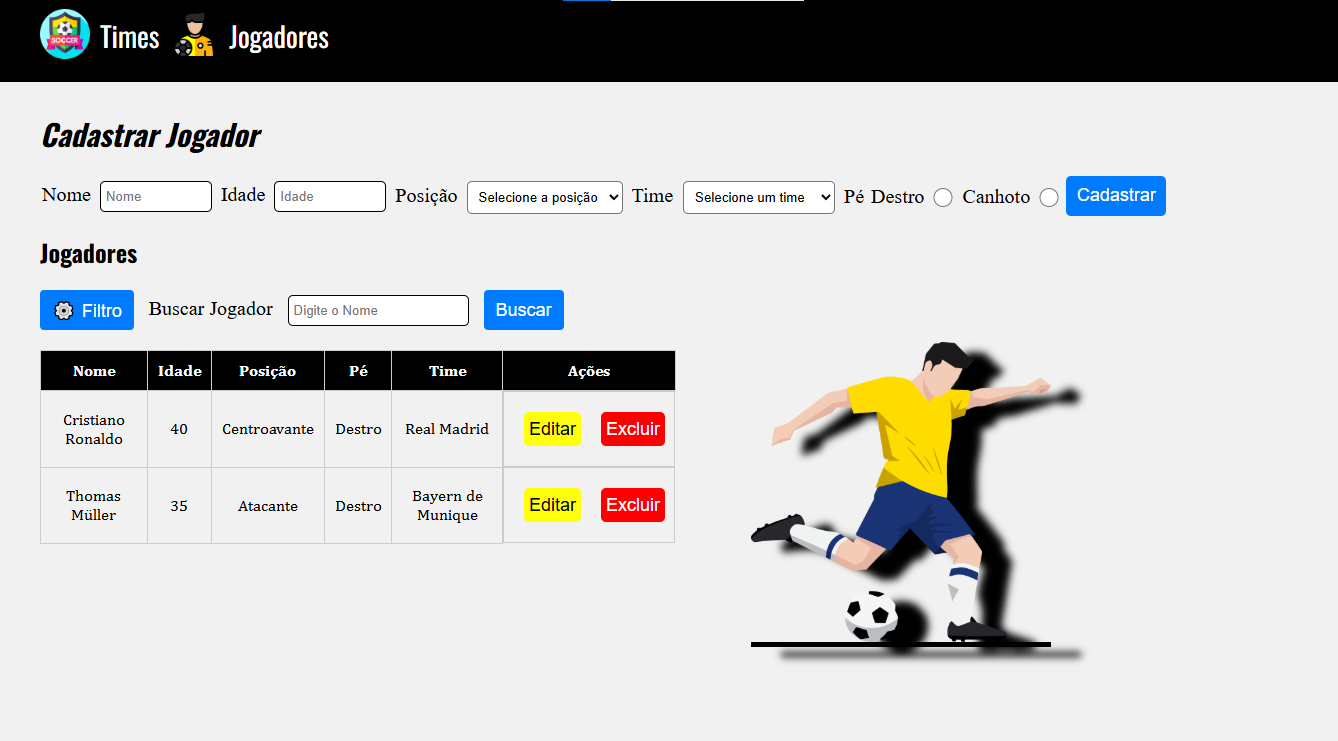 SOCCER Times Jogadores
Cadastrar Jogador
Nome Nome Idade Idade Posição Selecione a posição Time Selecione um time Pé Destro Canhoto Cadastrar
Jogadores
Filtro Buscar Jogador Digite o Nome Buscar
Nome Idade Posição Pé Time Ações
Cristiano Ronaldo 40 Centroavante Destro Real Madrid Editar Excluir
Thomas Müller 35 Atacante Destro Bayern de Munique Editar Excluir